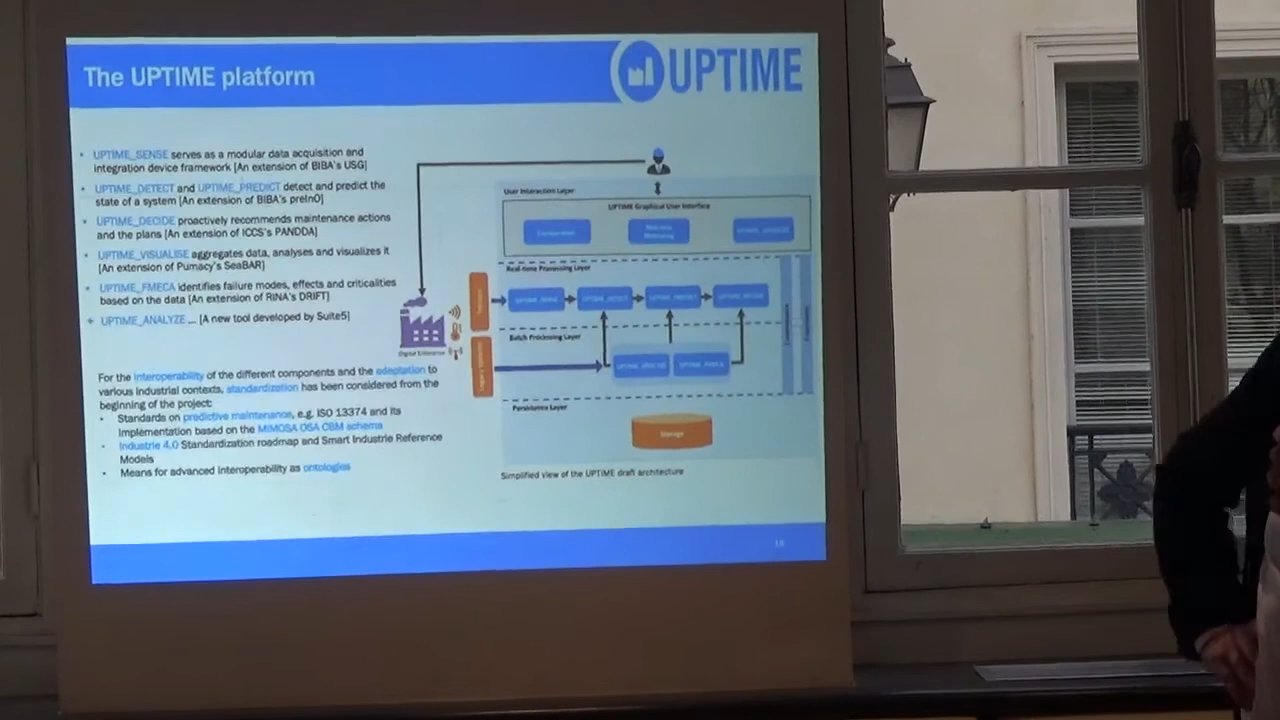 The UPTIME platform
UPTIME
UPTIME_SENSE serves as a modular data acquisition and
integration device framework [An extension of BIBA's USG]
UPTIME_DETECT and UPTIME_PREDICT detect and predict the
state of a system [An extension of BIBA's preInO]
UPTIME_DECIDE proactively recommends maintenance actions
and the plans [An extension of ICCS's PANDDA]
UPTIME_VISUALISE aggregates data, analyses and visualizes it
[An extension of Pumacy's SeaBAR]
UPTIME_FMECA identifies failure modes, effects and criticalities
based on the data [An extension of RINA's DRIFT]
UPTIME_ANALYZE ... [A new tool developed by Suite5]
For the interoperability of the different components and the adaptation to
various industrial contexts, standardization has been considered from the
beginning of the project:
Standards on predictive maintenance, e.g. ISO 13374 and its
implementation based on the MIMOSA OSA CBM schema
Industrie 4.0 Standardization roadmap and Smart Industrie Reference
Models
Means for advanced interoperability as ontologies
User Interaction Layer
UPTIME Graphical User Interface
Real-time Processing Layer
Digital Enterprise
Batch Processing Layer
Persistence Layer
Storage
Simplified view of the UPTIME draft architecture